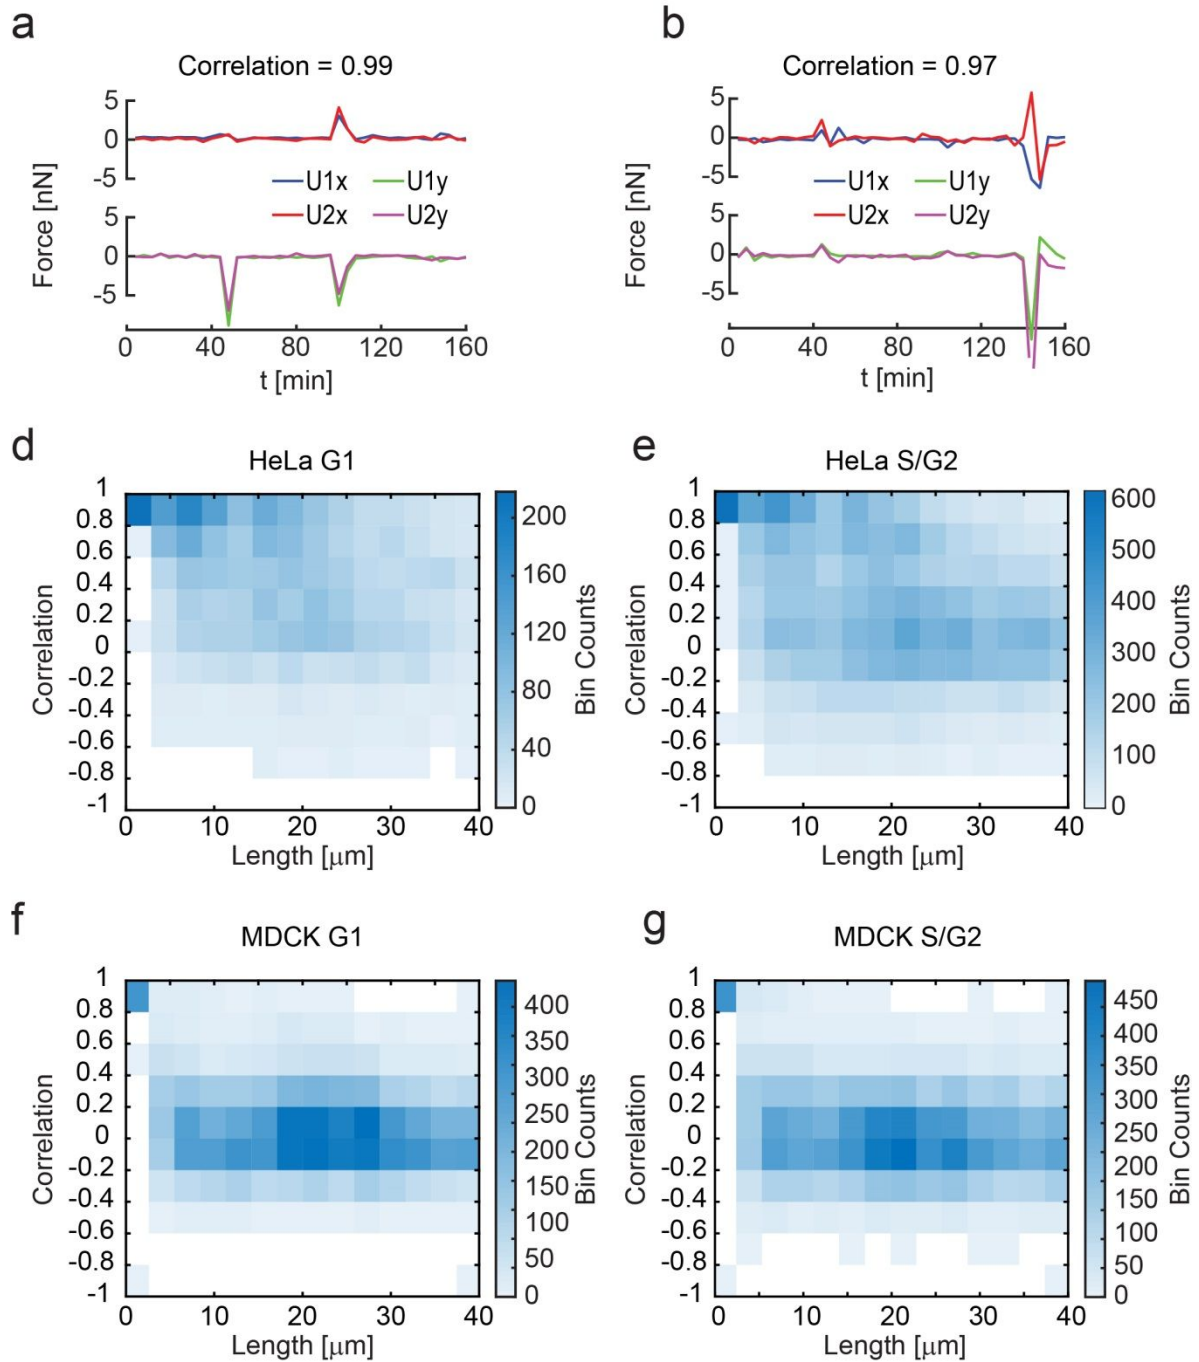 a
Correlation = 0.99
5
0
-5
Force [nN]
U1x U1y
U2x U2y
5
0
-5
0 40 80 120 160
t [min]
b
Correlation = 0.97
5
0
-5
Force [nN]
U1x U1y
U2x U2y
5
0
-5
0 40 80 120 160
t [min]
d
HeLa G1
1
0.8
0.6
0.4
0.2
0
-0.2
-0.4
-0.6
-0.8
-1
Correlation
0 10 20 30 40
Length [μm]
200
160
120
80
40
0
Bin Counts
e
HeLa S/G2
1
0.8
0.6
0.4
0.2
0
-0.2
-0.4
-0.6
-0.8
-1
Correlation
0 10 20 30 40
Length [μm]
600
500
400
300
200
100
0
Bin Counts
f
MDCK G1
1
0.8
0.6
0.4
0.2
0
-0.2
-0.4
-0.6
-0.8
-1
Correlation
0 10 20 30 40
Length [μm]
400
350
300
250
200
150
100
50
0
Bin Counts
g
MDCK S/G2
1
0.8
0.6
0.4
0.2
0
-0.2
-0.4
-0.6
-0.8
-1
Correlation
0 10 20 30 40
Length [μm]
450
400
350
300
250
200
150
100
50
0
Bin Counts